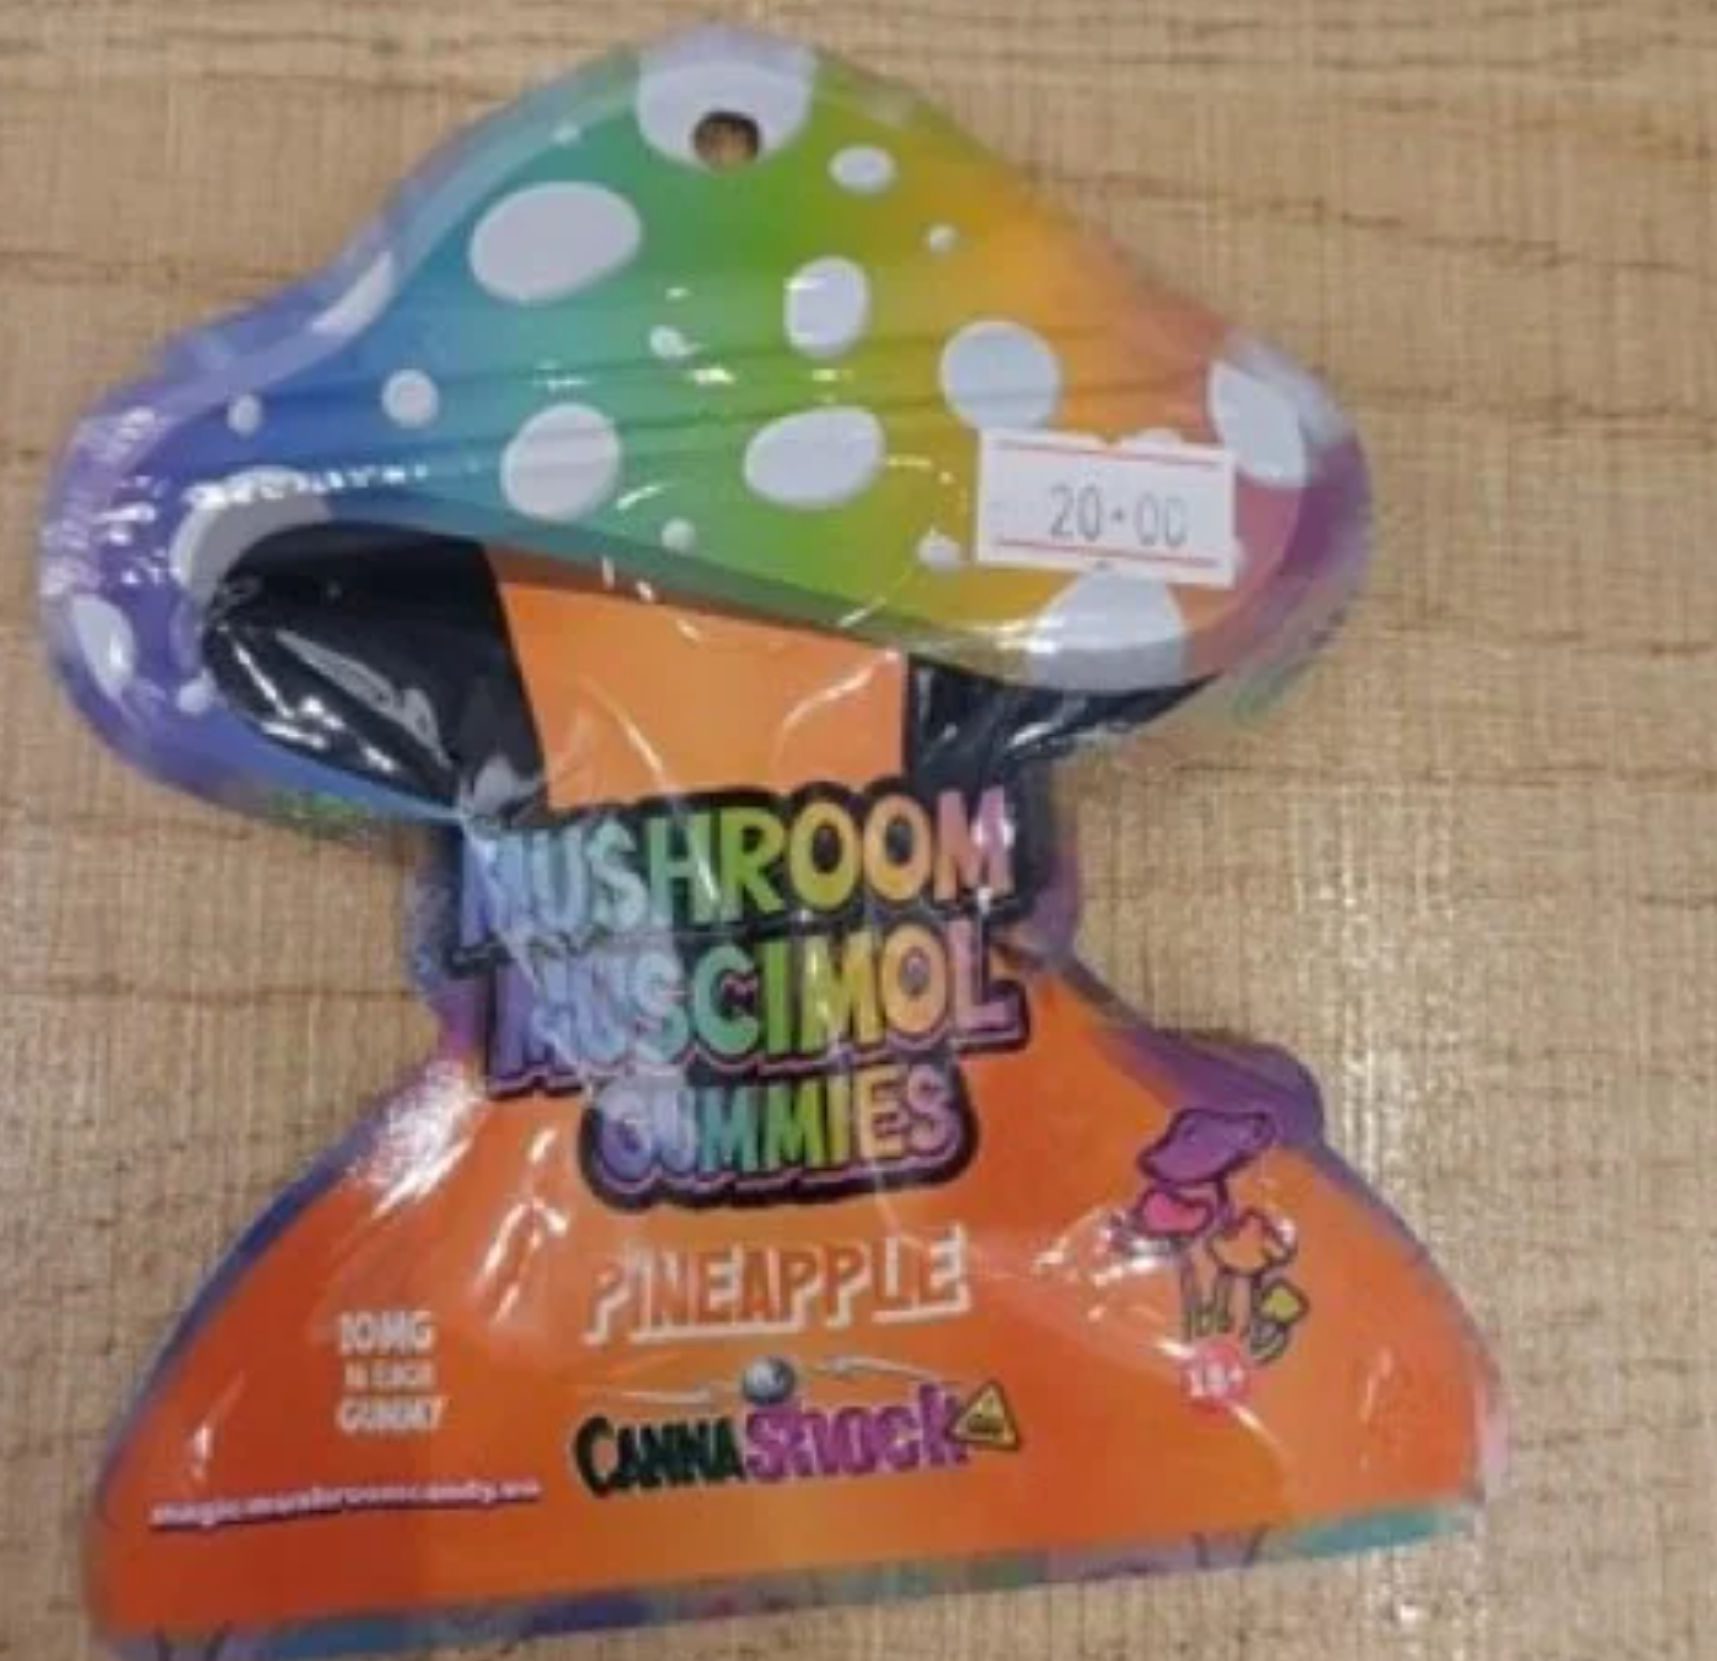 20.00
MUSHROOM
MUSCIMOL
GUMMIES
PINEAPPLE
10MG
IN EACH
GUMMY
18+
CANNAShock